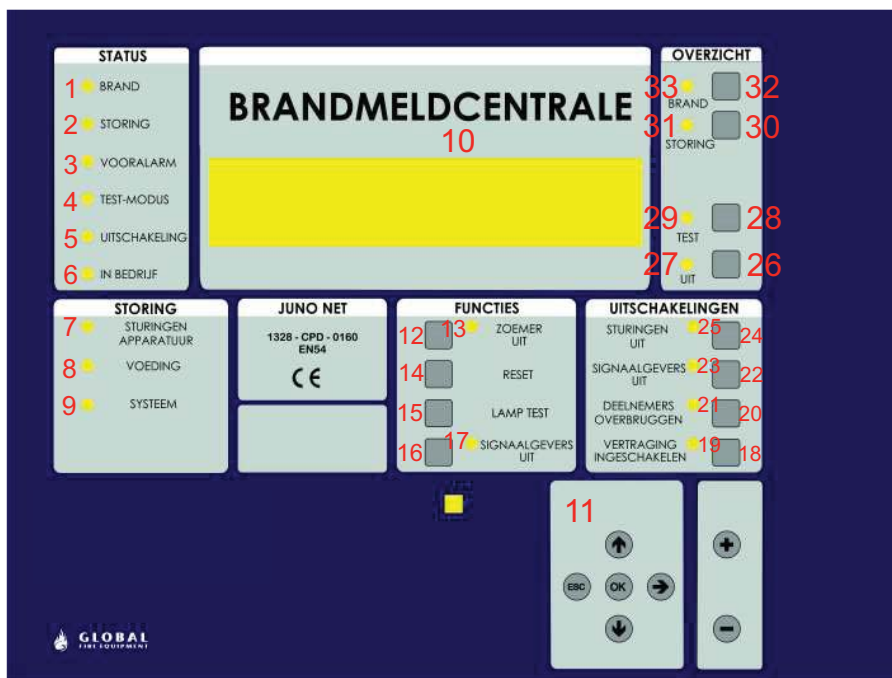 STATUS
1 BRAND
2 STORING
3 VOORALARM
4 TEST-MODUS
5 UITSCHAKELING
6 IN BEDRIJF
BRANDMELDCENTRALE
10
OVERZICHT
33 32
BRAND
31 30
STORING
29 28
TEST
27 26
UIT
STORING
7 STURINGEN
APPARATUUR
8 VOEDING
9 SYSTEEM
JUNO NET
1328 - CPD - 0160
EN54
CE
FUNCTIES
12 13 ZOEMER
UIT
14 RESET
15 LAMP TEST
16 17 SIGNAALGEVERS
UIT
UITSCHAKELINGEN
STURINGEN 25 24
UIT
SIGNAALGEVERS 23 22
UIT
DEELNEMERS 21 20
OVERBRUGGEN
VERTRAGING 19 18
INGESCHAKELEN
11
ESC OK
GLOBAL
FIRE EQUIPMENT